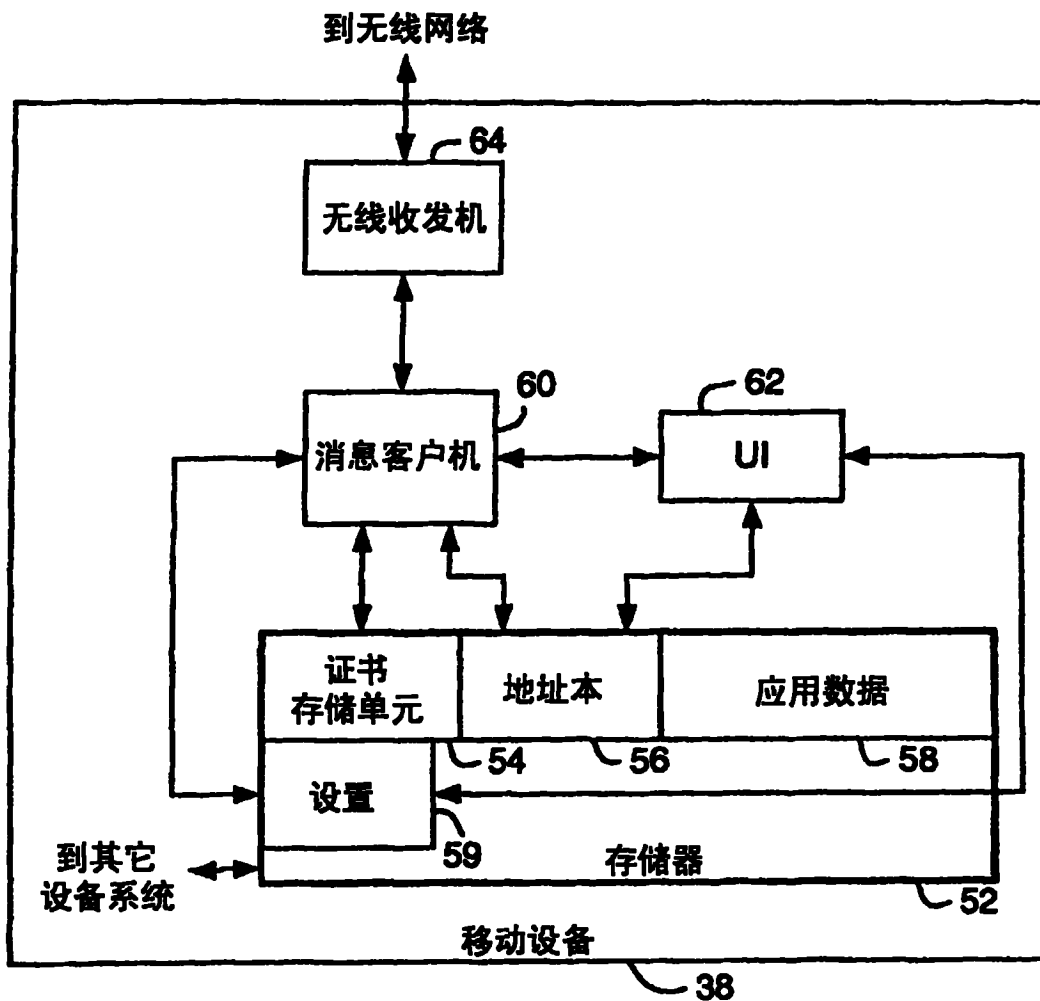 到无线网络
64
无线收发机
60
62
消息客户机
UI
证书
存储单元
地址本
应用数据
54
56
58
设置
59
存储器
到其它
设备系统
52
移动设备
38